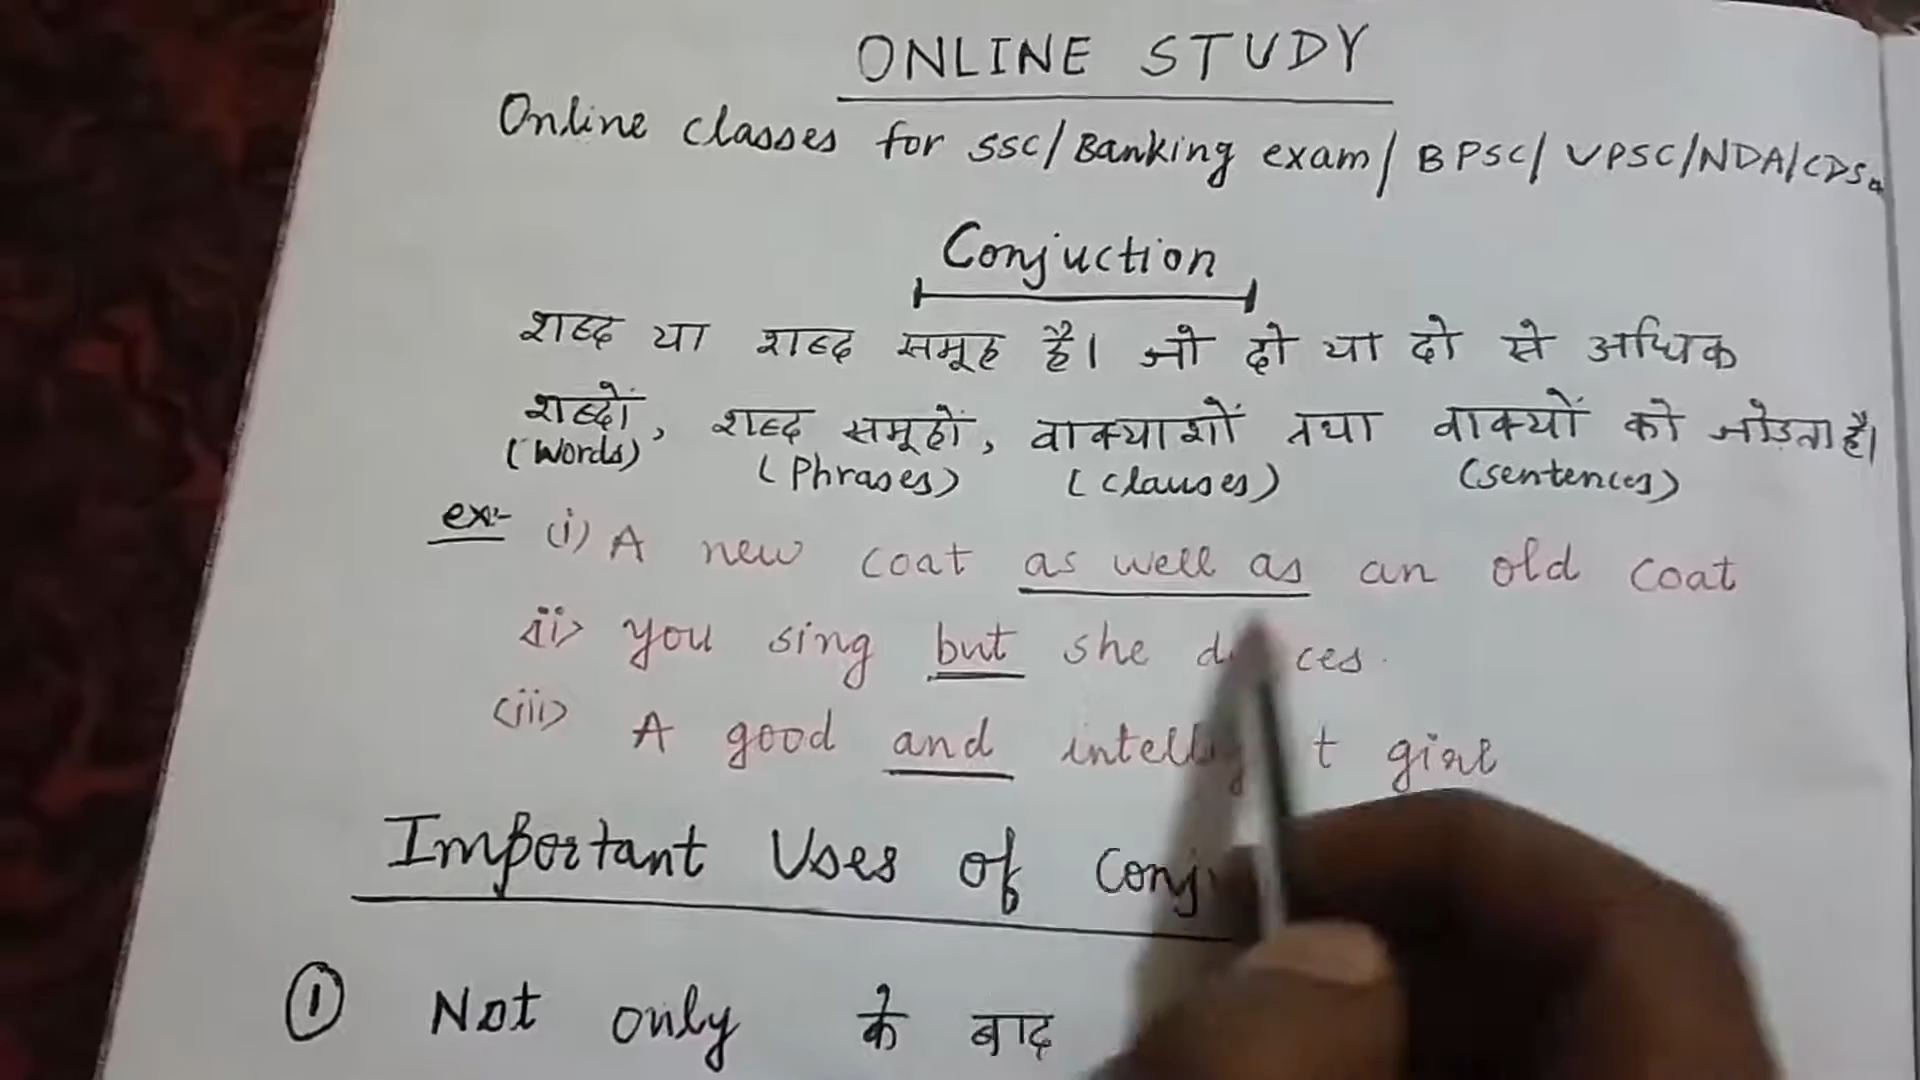 ONLINE STUDY
Online classes for SSC/Banking exam/BPSC/UPSC/NDA/CDS.
Conjuction
शब्द या शब्द समूह है। जो दो या दो से अधिक
शब्दों, शब्द समूहों, वाक्याशों तथा वाक्यों को जोडता है।
(Words) (Phrases) (clauses) (sentences)
ex:- (i) A new coat as well as an old coat
(ii) you sing but she
(iii) A good and girl
Important Uses of
① Not only के बाद